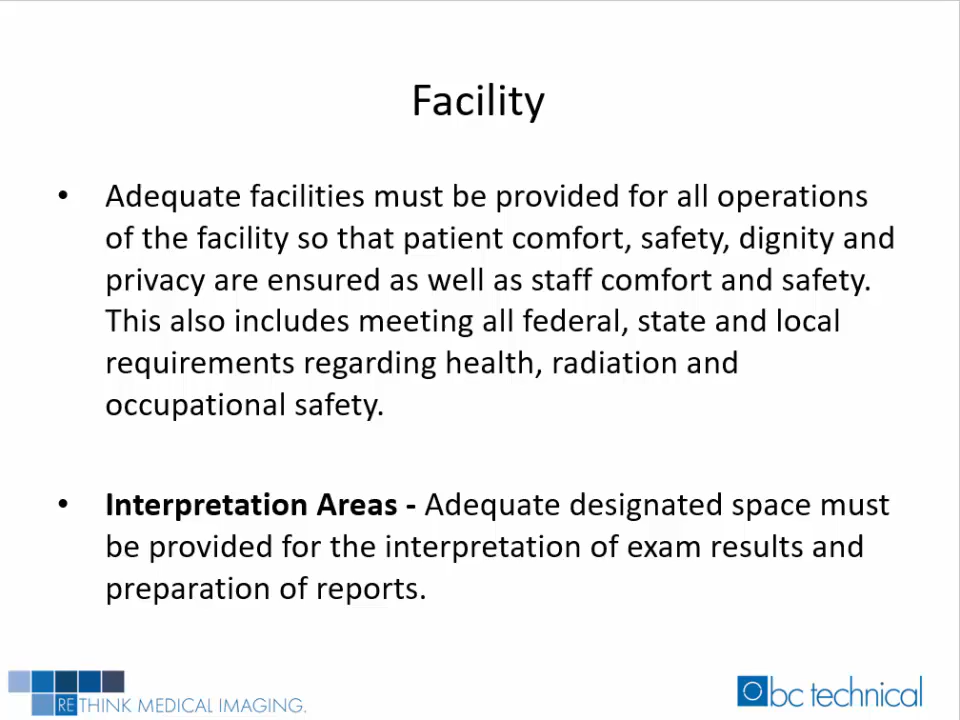 Facility
• Adequate facilities must be provided for all operations
of the facility so that patient comfort, safety, dignity and
privacy are ensured as well as staff comfort and safety.
This also includes meeting all federal, state and local
requirements regarding health, radiation and
occupational safety.
• Interpretation Areas - Adequate designated space must
be provided for the interpretation of exam results and
preparation of reports.
RETHINK MEDICAL IMAGING.
bc technical